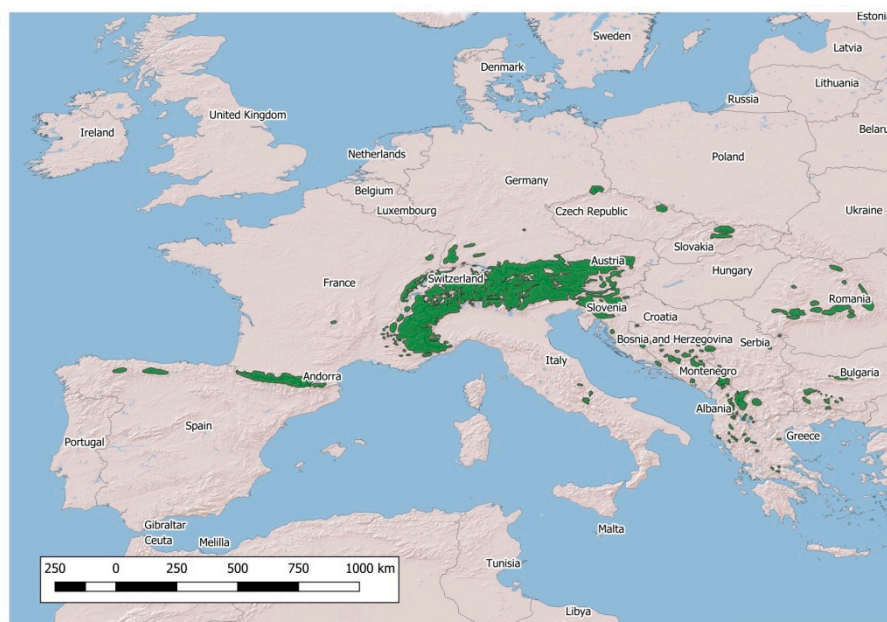 Estonia
Sweden
Latvia
Denmark
Lithuania
Russia
United Kingdom
Ireland
Belaru
Netherlands
Poland
Germany
Belgium
Ukraine
Luxembourg
Czech Republic
Slovakia
Austria
Hungary
Switzerland
France
Romania
Slovenia
Croatia
Bosnia and Herzegovina
Serbia
Italy
Montenegro
Bulgaria
Andorra
Albania
Spain
Portugal
Greece
Gibraltar
Malta
Ceuta
Melilla
Tunisia
250 0 250 500 750 1000 km
Libya